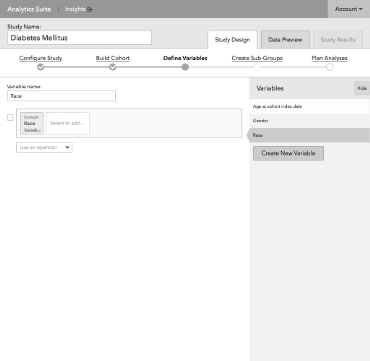 Analytics Suite | Insights
Account
Study Name:
Diabetes Mellitus
Study Design
Data Preview
Study Results
Configure Study
Build Cohort
Define Variables
Create Sub-Groups
Plan Analyses
Variable name:
Race
Variables
Hide
Age at cohort index date
Gender
Race
Race
Select to add...
Use an operator
Create New Variable